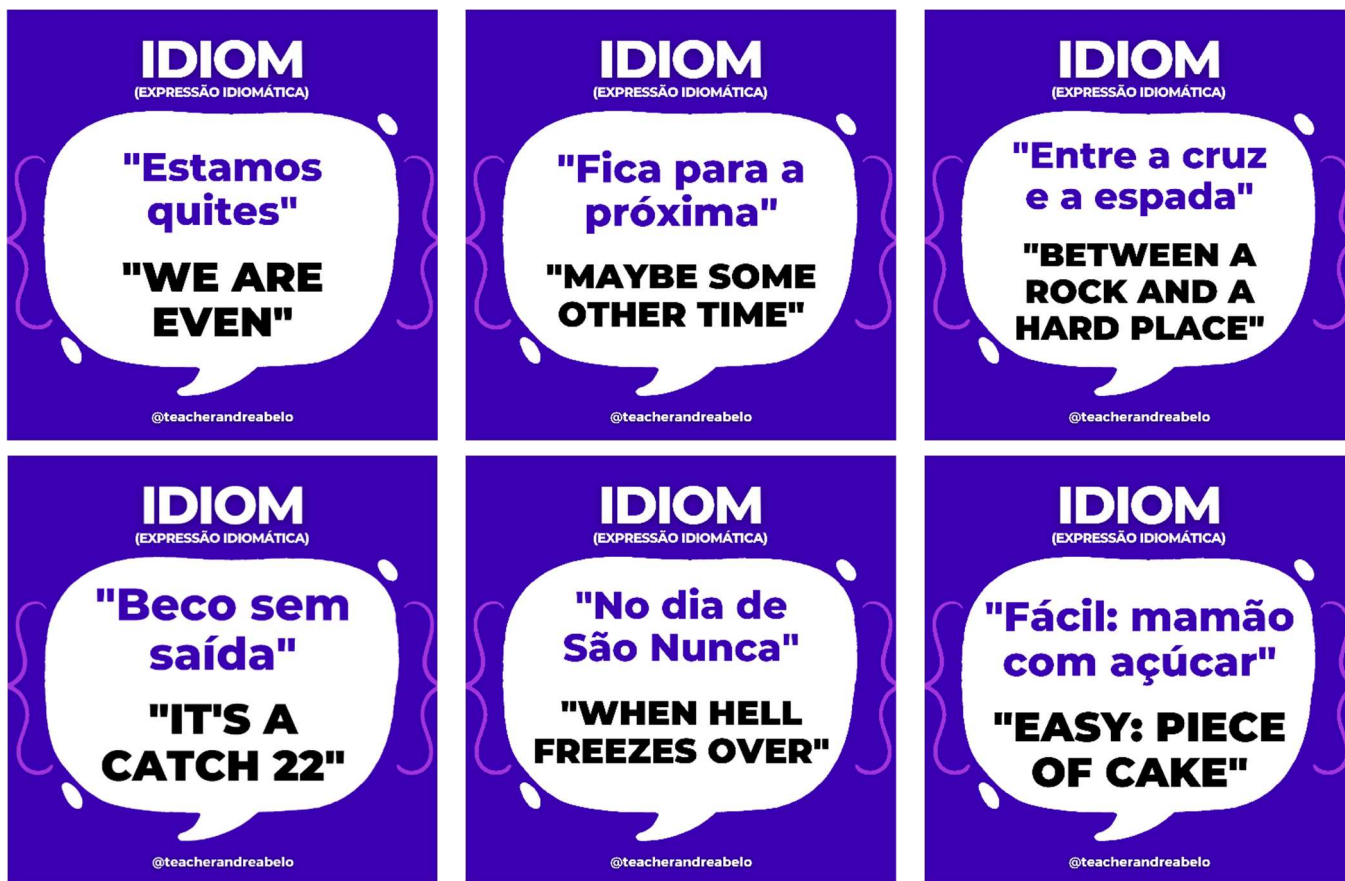 IDIOM
(EXPRESSÃO IDIOMÁTICA)
"Estamos
quites"
"WE ARE
EVEN"
@teacherandreabelo
IDIOM
(EXPRESSÃO IDIOMÁTICA)
"Fica para a
próxima"
"MAYBE SOME
OTHER TIME"
@teacherandreabelo
IDIOM
(EXPRESSÃO IDIOMÁTICA)
"Entre a cruz
e a espada"
"BETWEEN A
ROCK AND A
HARD PLACE"
@teacherandreabelo
IDIOM
(EXPRESSÃO IDIOMÁTICA)
"Beco sem
saída"
"IT'S A
CATCH 22"
@teacherandreabelo
IDIOM
(EXPRESSÃO IDIOMÁTICA)
"No dia de
São Nunca"
"WHEN HELL
FREEZES OVER"
@teacherandreabelo
IDIOM
(EXPRESSÃO IDIOMÁTICA)
"Fácil: mamão
com açúcar"
"EASY: PIECE
OF CAKE"
@teacherandreabelo